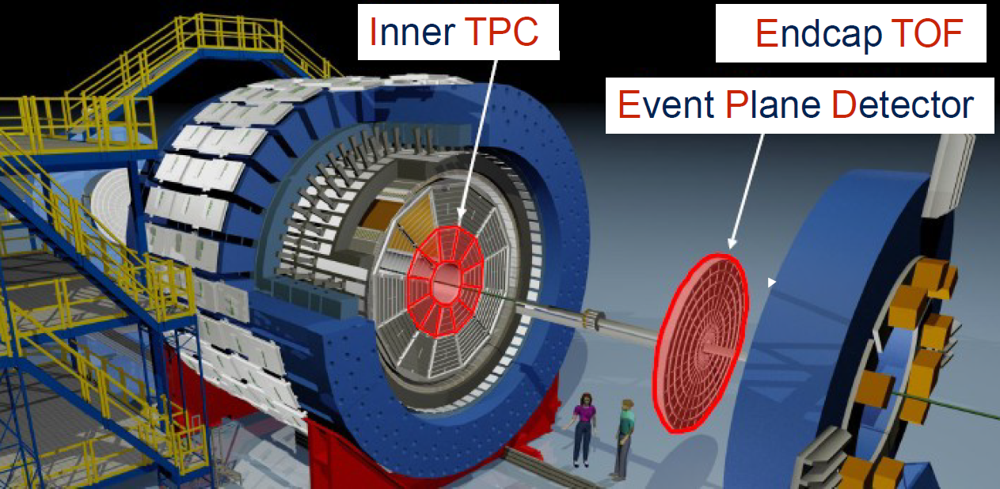 Inner TPC
Endcap TOF
Event Plane Detector